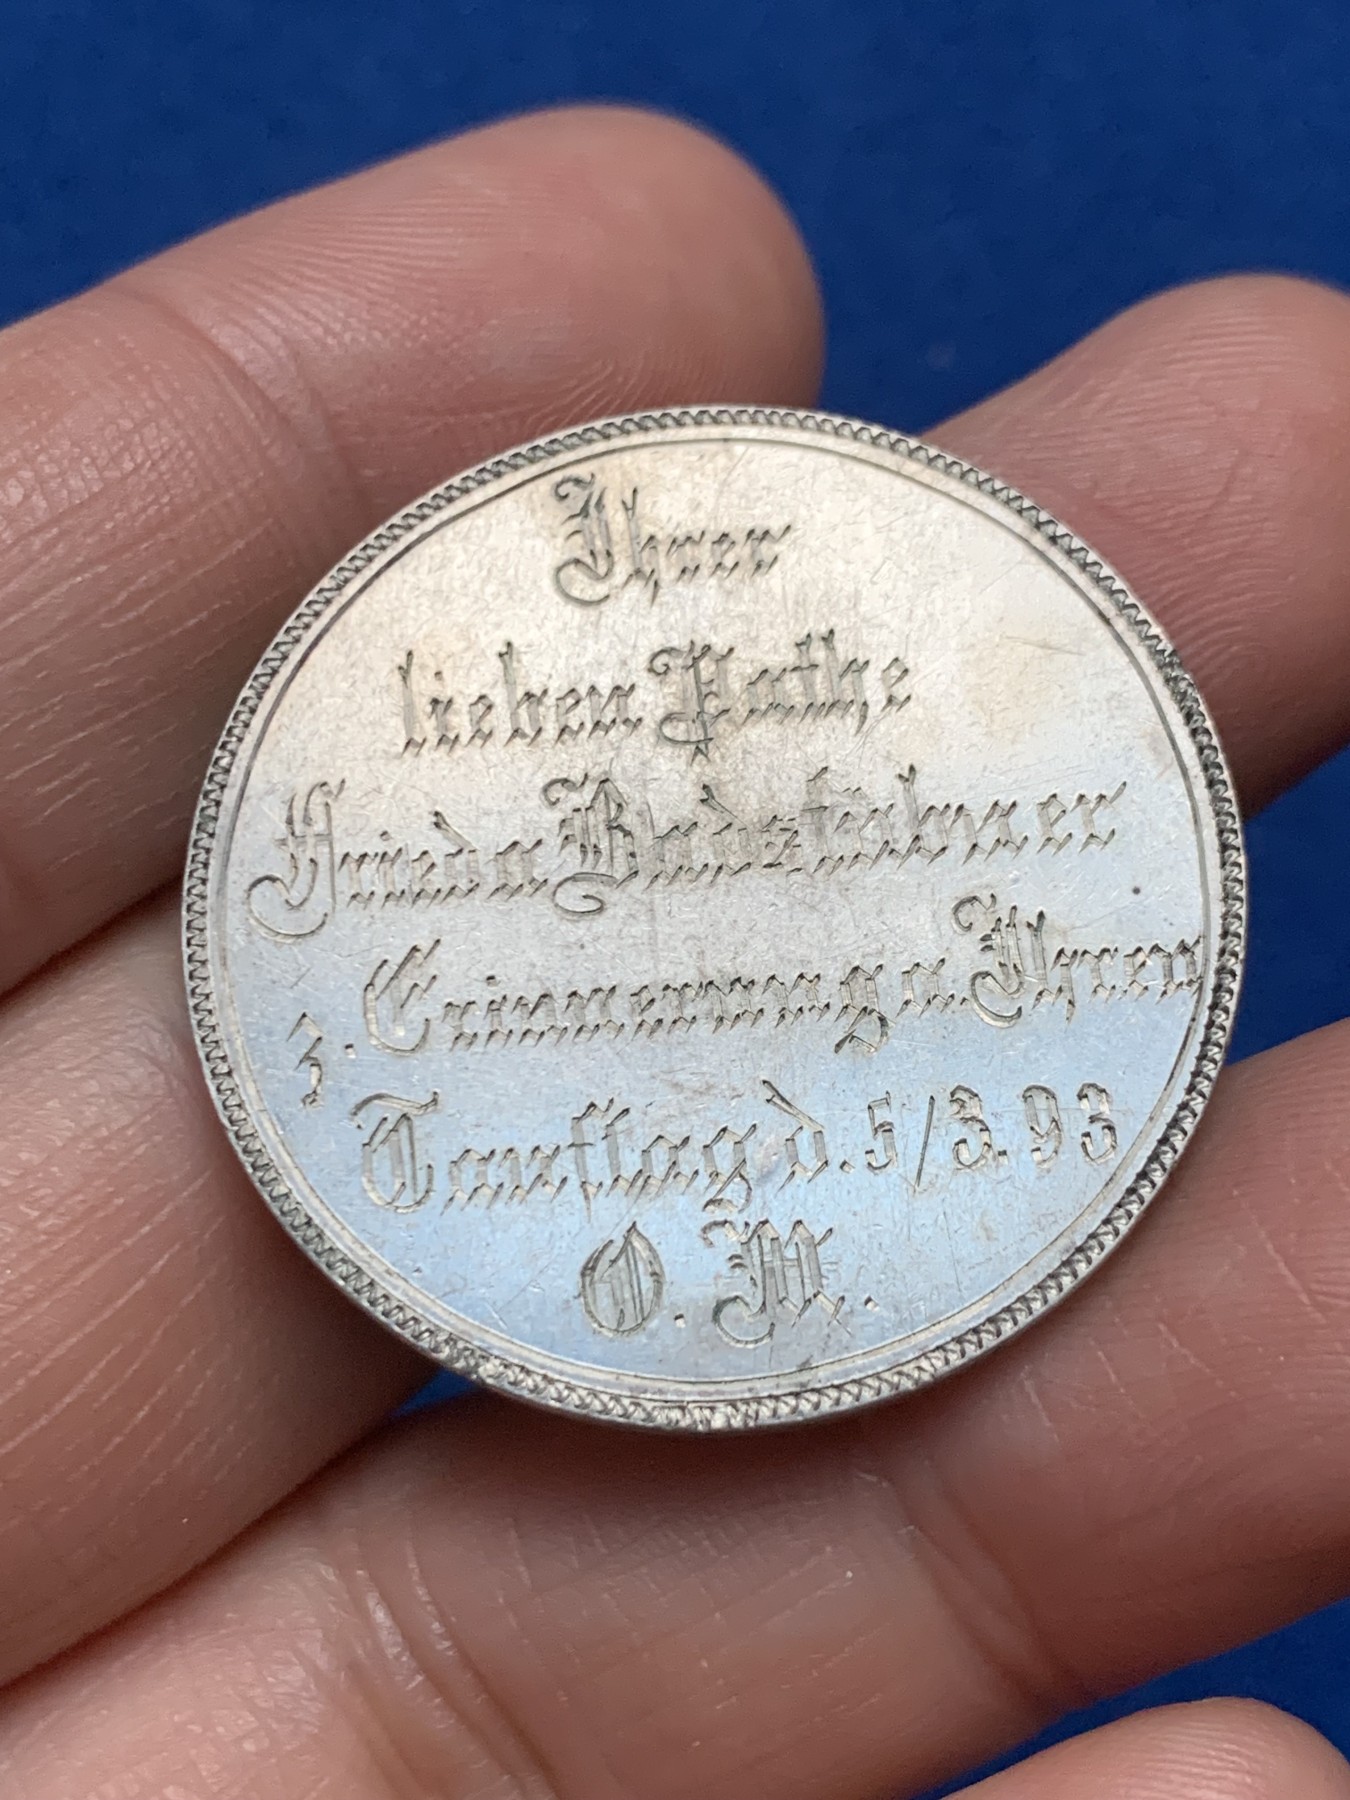 Ihrer
lieben Pathe
Frieda Badstübner
z. Erinnerung a. Ihren
Tauftag d. 5/3.93
O. M.